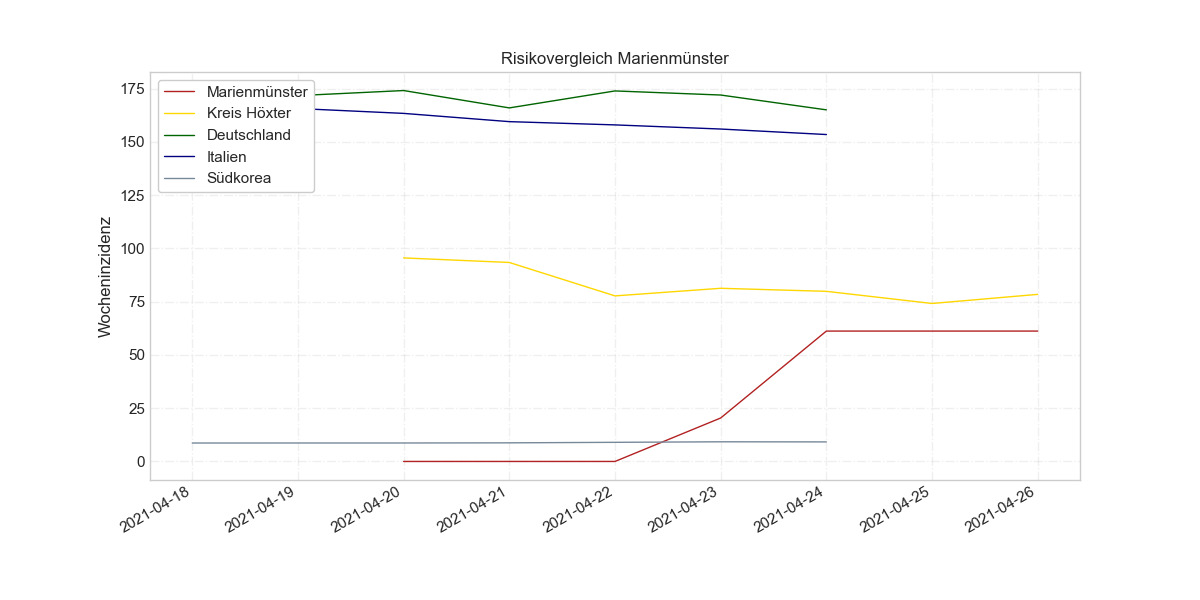 Risikovergleich Marienmünster
Marienmünster
Kreis Höxter
Deutschland
Italien
Südkorea
Wocheninzidenz
175
150
125
100
75
50
25
0
2021-04-18
2021-04-19
2021-04-20
2021-04-21
2021-04-22
2021-04-23
2021-04-24
2021-04-25
2021-04-26